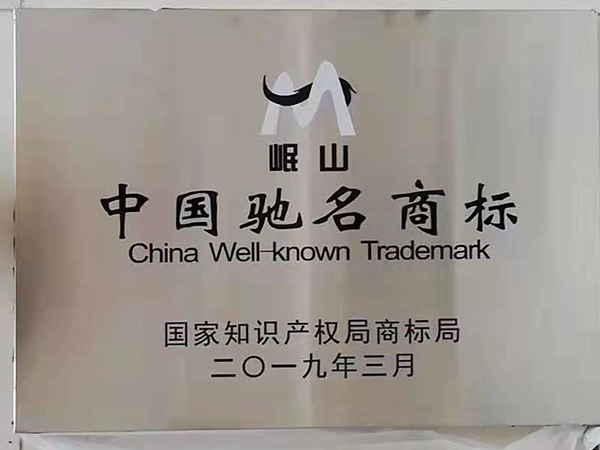 岷山
中国驰名商标
China Well-known Trademark
国家知识产权局商标局
二〇一九年三月